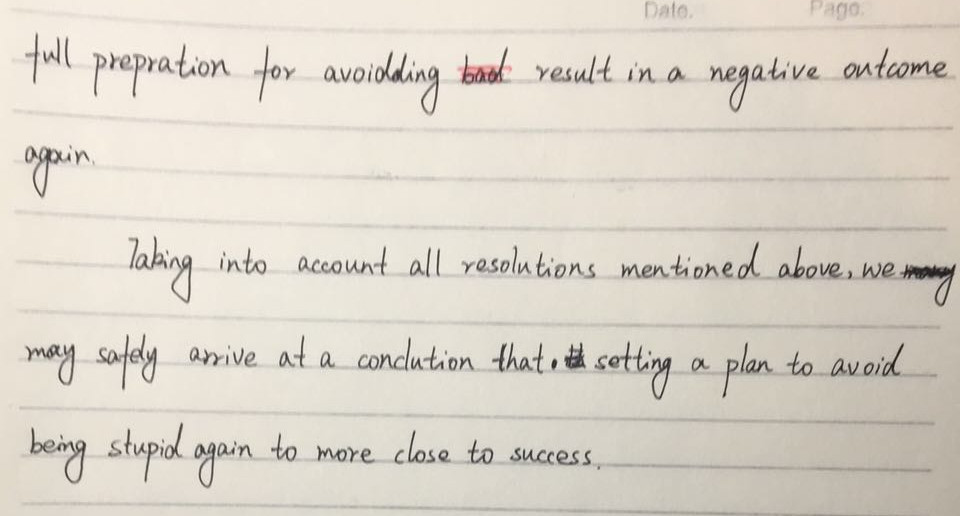 Date. Page.
full prepration for avoidding bad result in a negative outcome
again.
Taking into account all resolutions mentioned above, we
may safely arrive at a conclution that. setting a plan to avoid
being stupid again to more close to success.